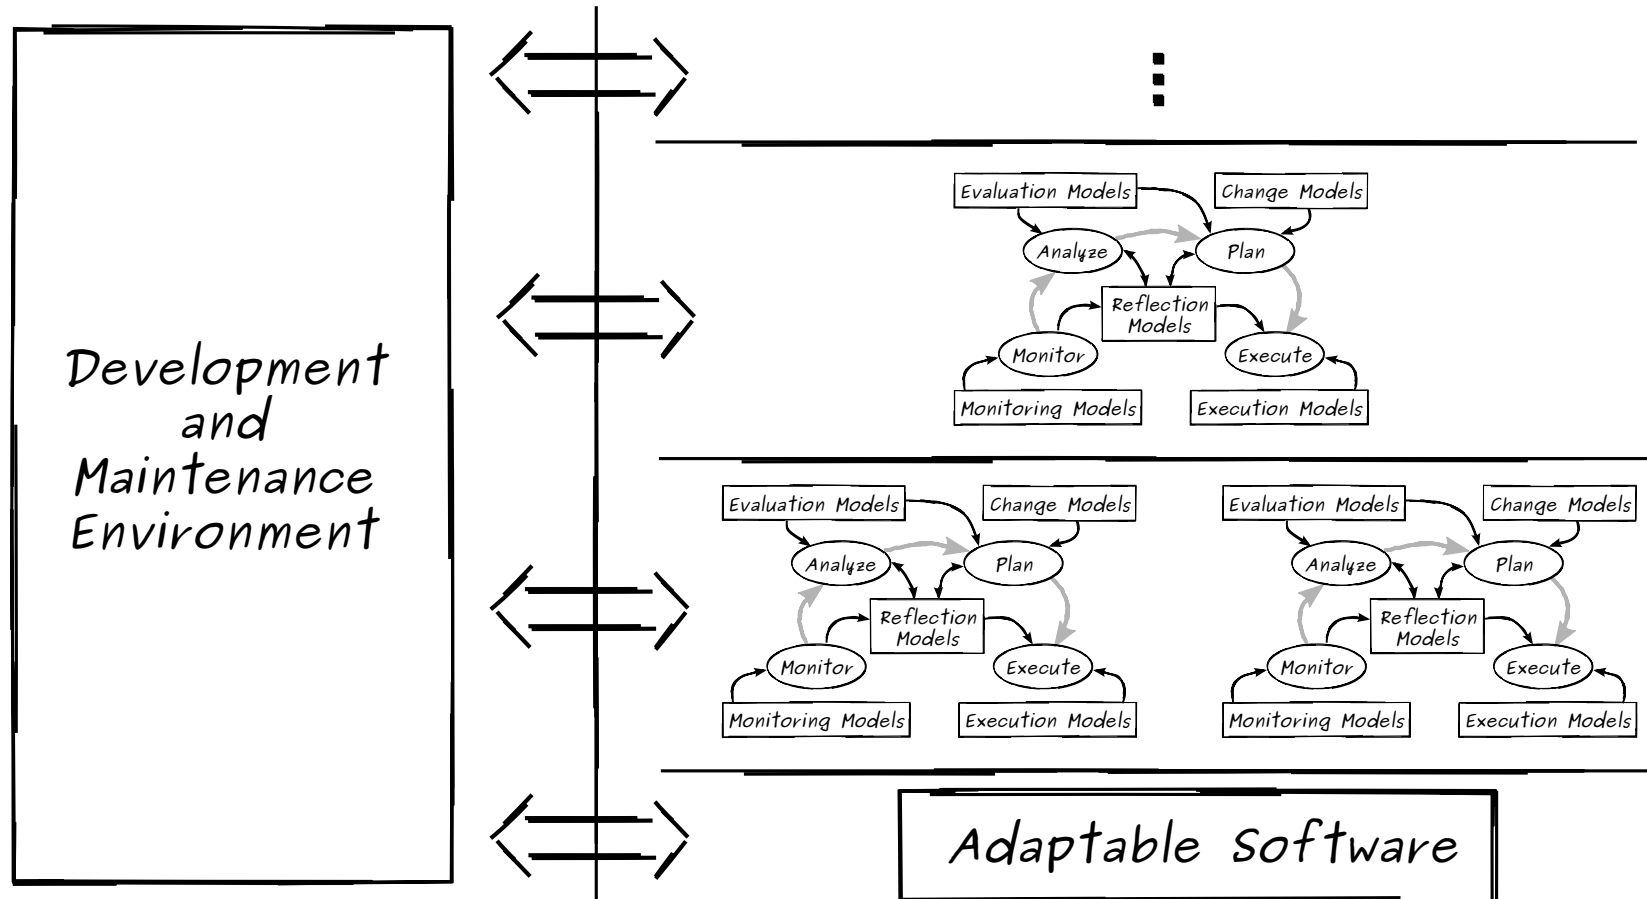 Development
and
Maintenance
Environment
Evaluation Models
Change Models
Analyze
Plan
Reflection
Models
Monitor
Execute
Monitoring Models
Execution Models
Evaluation Models
Change Models
Analyze
Plan
Reflection
Models
Monitor
Execute
Monitoring Models
Execution Models
Evaluation Models
Change Models
Analyze
Plan
Reflection
Models
Monitor
Execute
Monitoring Models
Execution Models
Adaptable Software